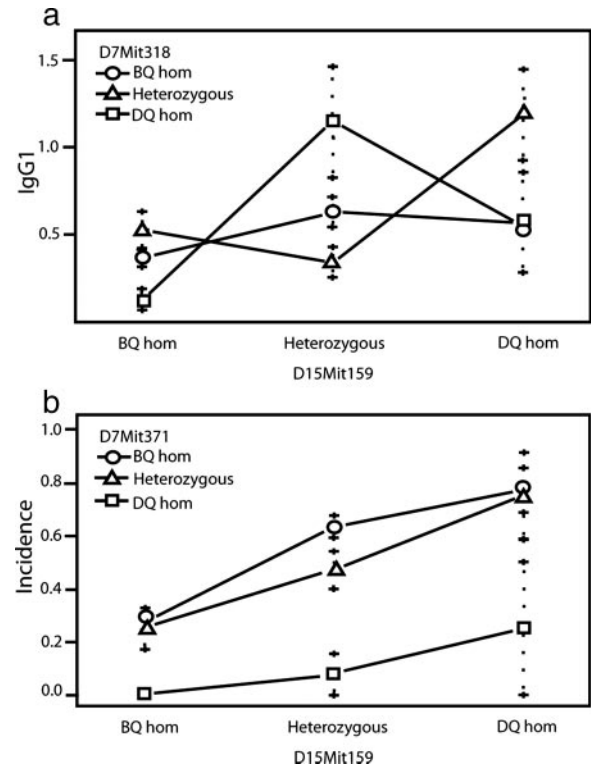 a
D7Mit318
BQ hom
Heterozygous
DQ hom
1.5
1.0
0.5
IgG1
BQ hom Heterozygous DQ hom
D15Mit159
b
D7Mit371
BQ hom
Heterozygous
DQ hom
1.0
0.8
0.6
0.4
0.2
0.0
Incidence
BQ hom Heterozygous DQ hom
D15Mit159